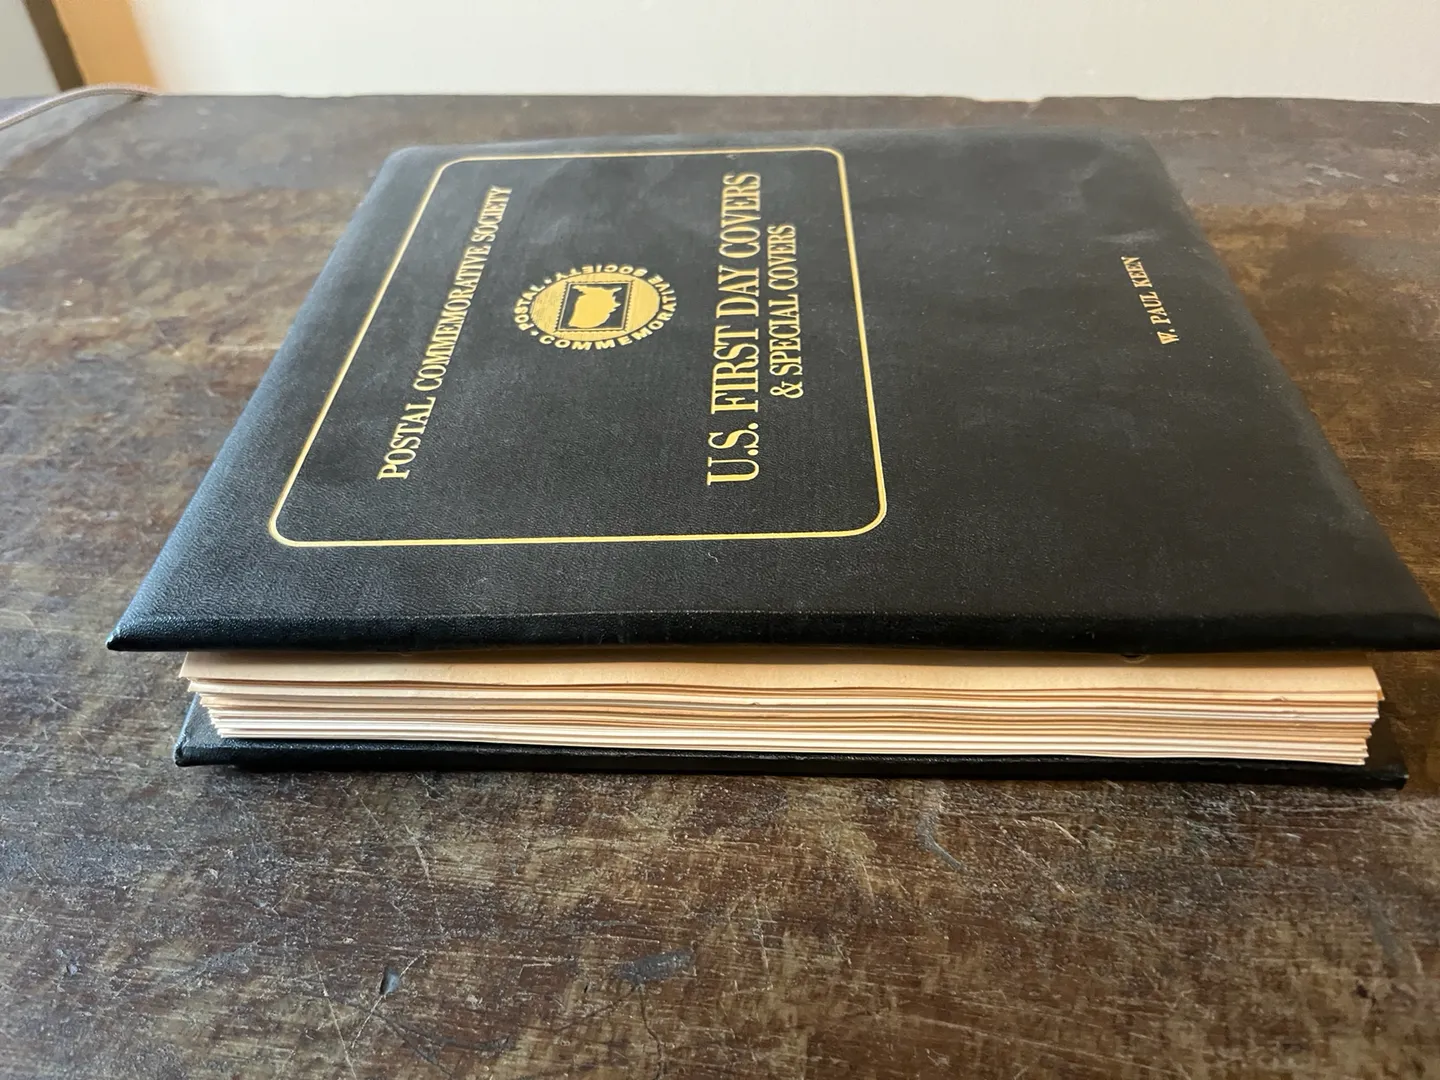 POSTAL COMMEMORATIVE SOCIETY
• POSTAL • COMMEMORATIVE SOCIETY
U.S. FIRST DAY COVERS
& SPECIAL COVERS
W. PAUL KEEN